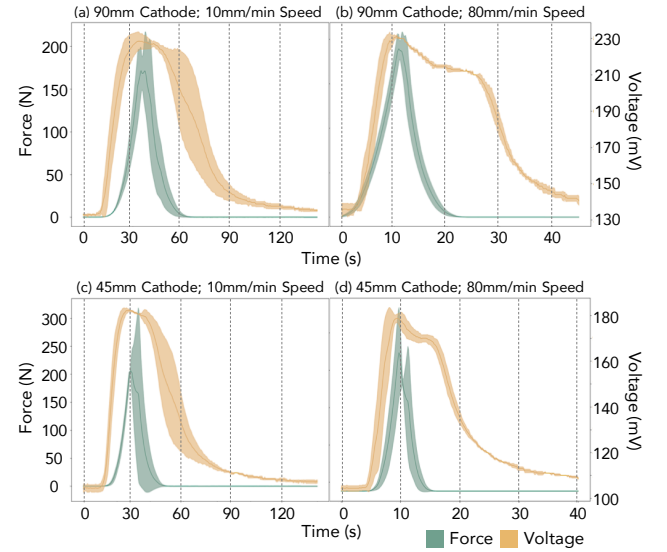 (a) 90mm Cathode; 10mm/min Speed
(b) 90mm Cathode; 80mm/min Speed
Force (N)
200
150
100
50
0
230
210
190
170
150
130
Voltage (mV)
0 30 60 90 120
0 10 20 30 40
Time (s)
(c) 45mm Cathode; 10mm/min Speed
(d) 45mm Cathode; 80mm/min Speed
Force (N)
300
250
200
150
100
50
0
180
160
140
120
100
Voltage (mV)
0 30 60 90 120
0 10 20 30 40
Time (s)
Force Voltage